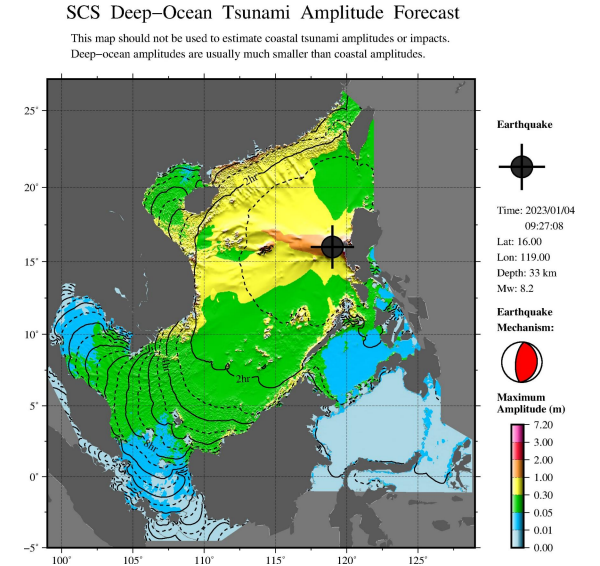 SCS Deep−Ocean Tsunami Amplitude Forecast
This map should not be used to estimate coastal tsunami amplitudes or impacts.
Deep−ocean amplitudes are usually much smaller than coastal amplitudes.
25˚
20˚
15˚
10˚
5˚
0˚
−5˚
100˚
105˚
110˚
115˚
120˚
125˚
3hr
2hr
Earthquake
Time: 2023/01/04
09:27:08
Lat: 16.00
Lon: 119.00
Depth: 33 km
Mw: 8.2
Earthquake
Mechanism:
Maximum
Amplitude (m)
7.20
3.00
2.00
1.00
0.30
0.05
0.01
0.00